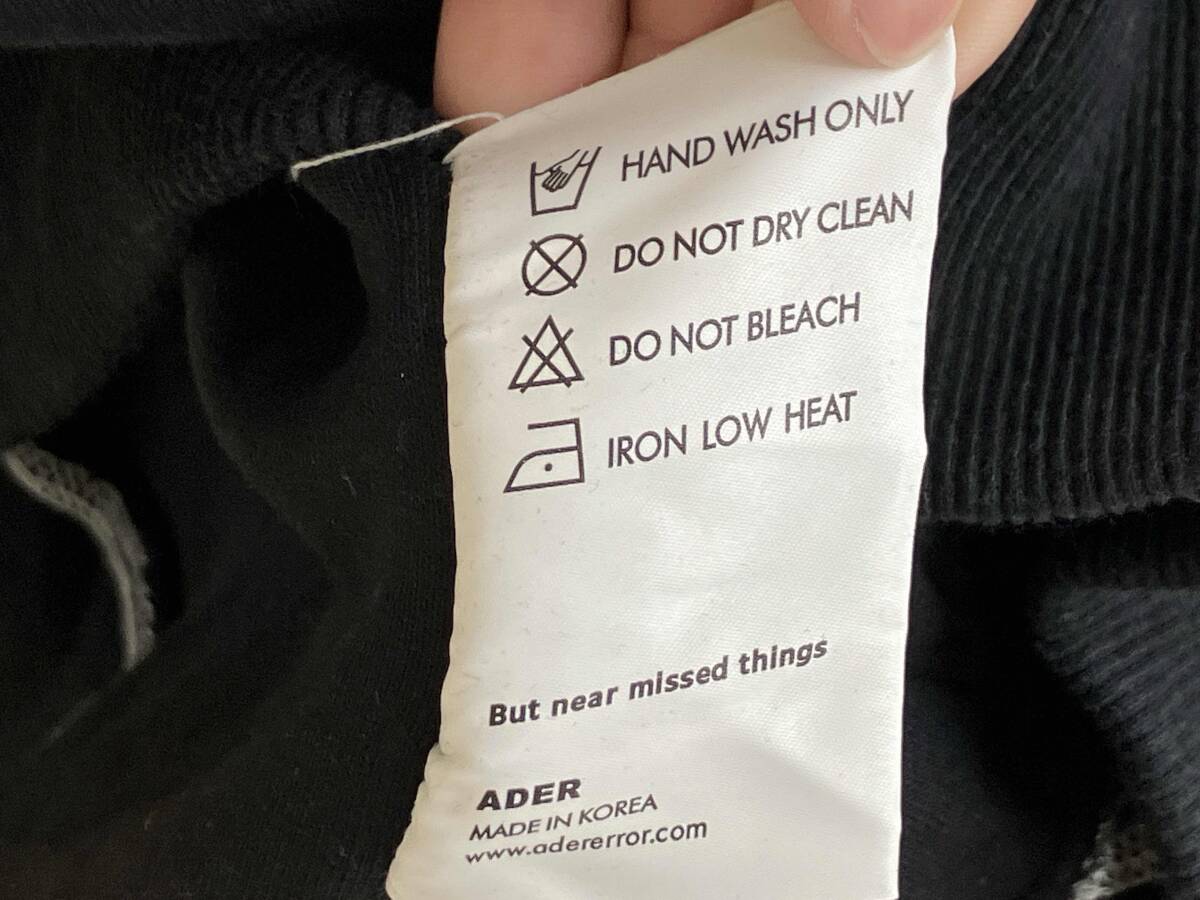 HAND WASH ONLY
DO NOT DRY CLEAN
DO NOT BLEACH
IRON LOW HEAT
But near missed things
ADER
MADE IN KOREA
www.adererror.com